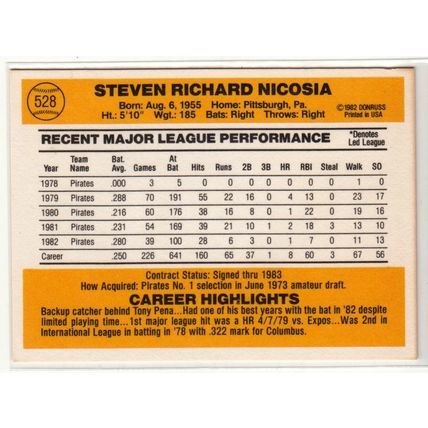 528
STEVEN RICHARD NICOSIA
Born: Aug. 6, 1955 Home: Pittsburgh, Pa.
Ht.: 5'10" Wgt.: 185 Bats: Right Throws: Right
©1982 DONRUSS
Printed in USA
RECENT MAJOR LEAGUE PERFORMANCE
*Denotes
Led League
Year Team Name Bat. Avg. Games At Bat Hits Runs 2B 3B HR RBI Steal Walk SO
1978 Pirates .000 3 5 0 0 0 0 0 0 0 1 0
1979 Pirates .288 70 191 55 22 16 0 4 13 0 23 17
1980 Pirates .216 60 176 38 16 8 0 1 22 0 19 16
1981 Pirates .231 54 169 39 21 10 1 2 18 3 13 10
1982 Pirates .280 39 100 28 6 3 0 1 7 0 11 13
Career .250 226 641 160 65 37 1 8 60 3 67 56
Contract Status: Signed thru 1983
How Acquired: Pirates No. 1 selection in June 1973 amateur draft.
CAREER HIGHLIGHTS
Backup catcher behind Tony Pena...Had one of his best years with the bat in '82 despite
limited playing time...1st major league hit was a HR 4/7/79 vs. Expos...Was 2nd in
International League in batting in '78 with .322 mark for Columbus.